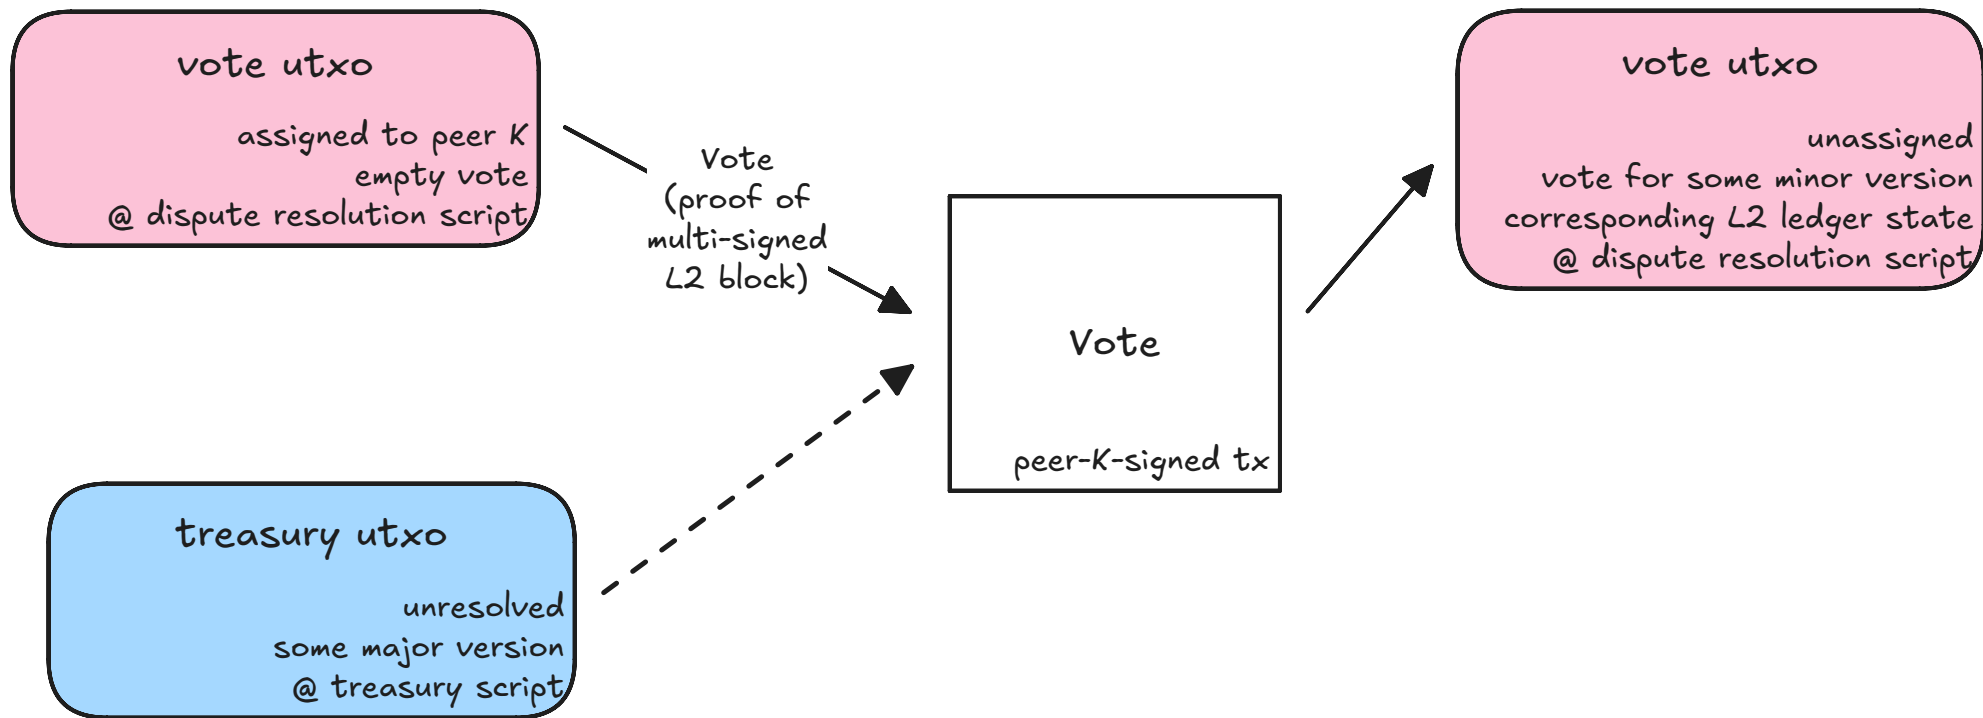 vote utxo
assigned to peer K
empty vote
@ dispute resolution script
Vote
(proof of
multi-signed
L2 block)
treasury utxo
unresolved
some major version
@ treasury script
Vote
peer-K-signed tx
vote utxo
unassigned
vote for some minor version
corresponding L2 ledger state
@ dispute resolution script